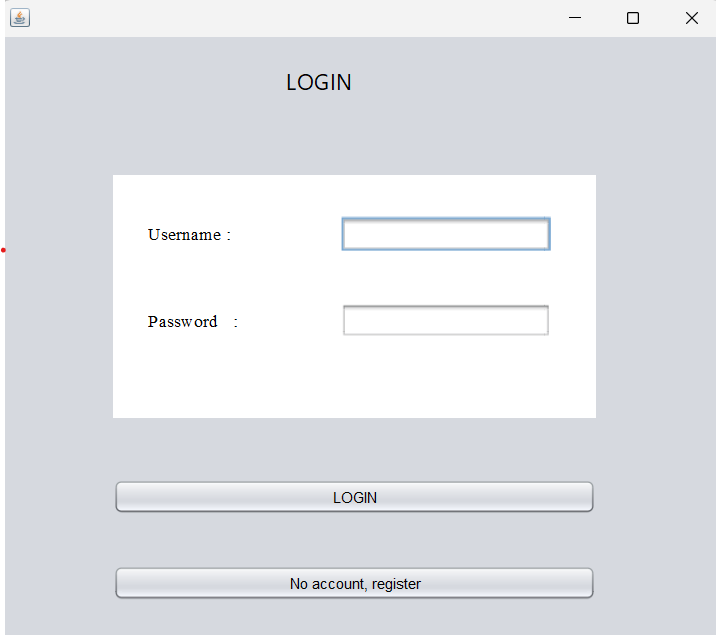 LOGIN
Username :
Password :
LOGIN
No account, register